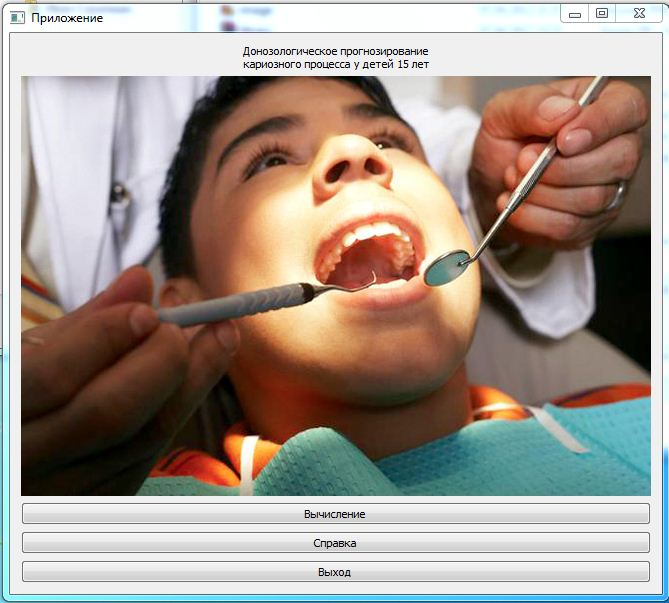 Приложение
Донозологическое прогнозирование
кариозного процесса у детей 15 лет
Вычисление
Справка
Выход